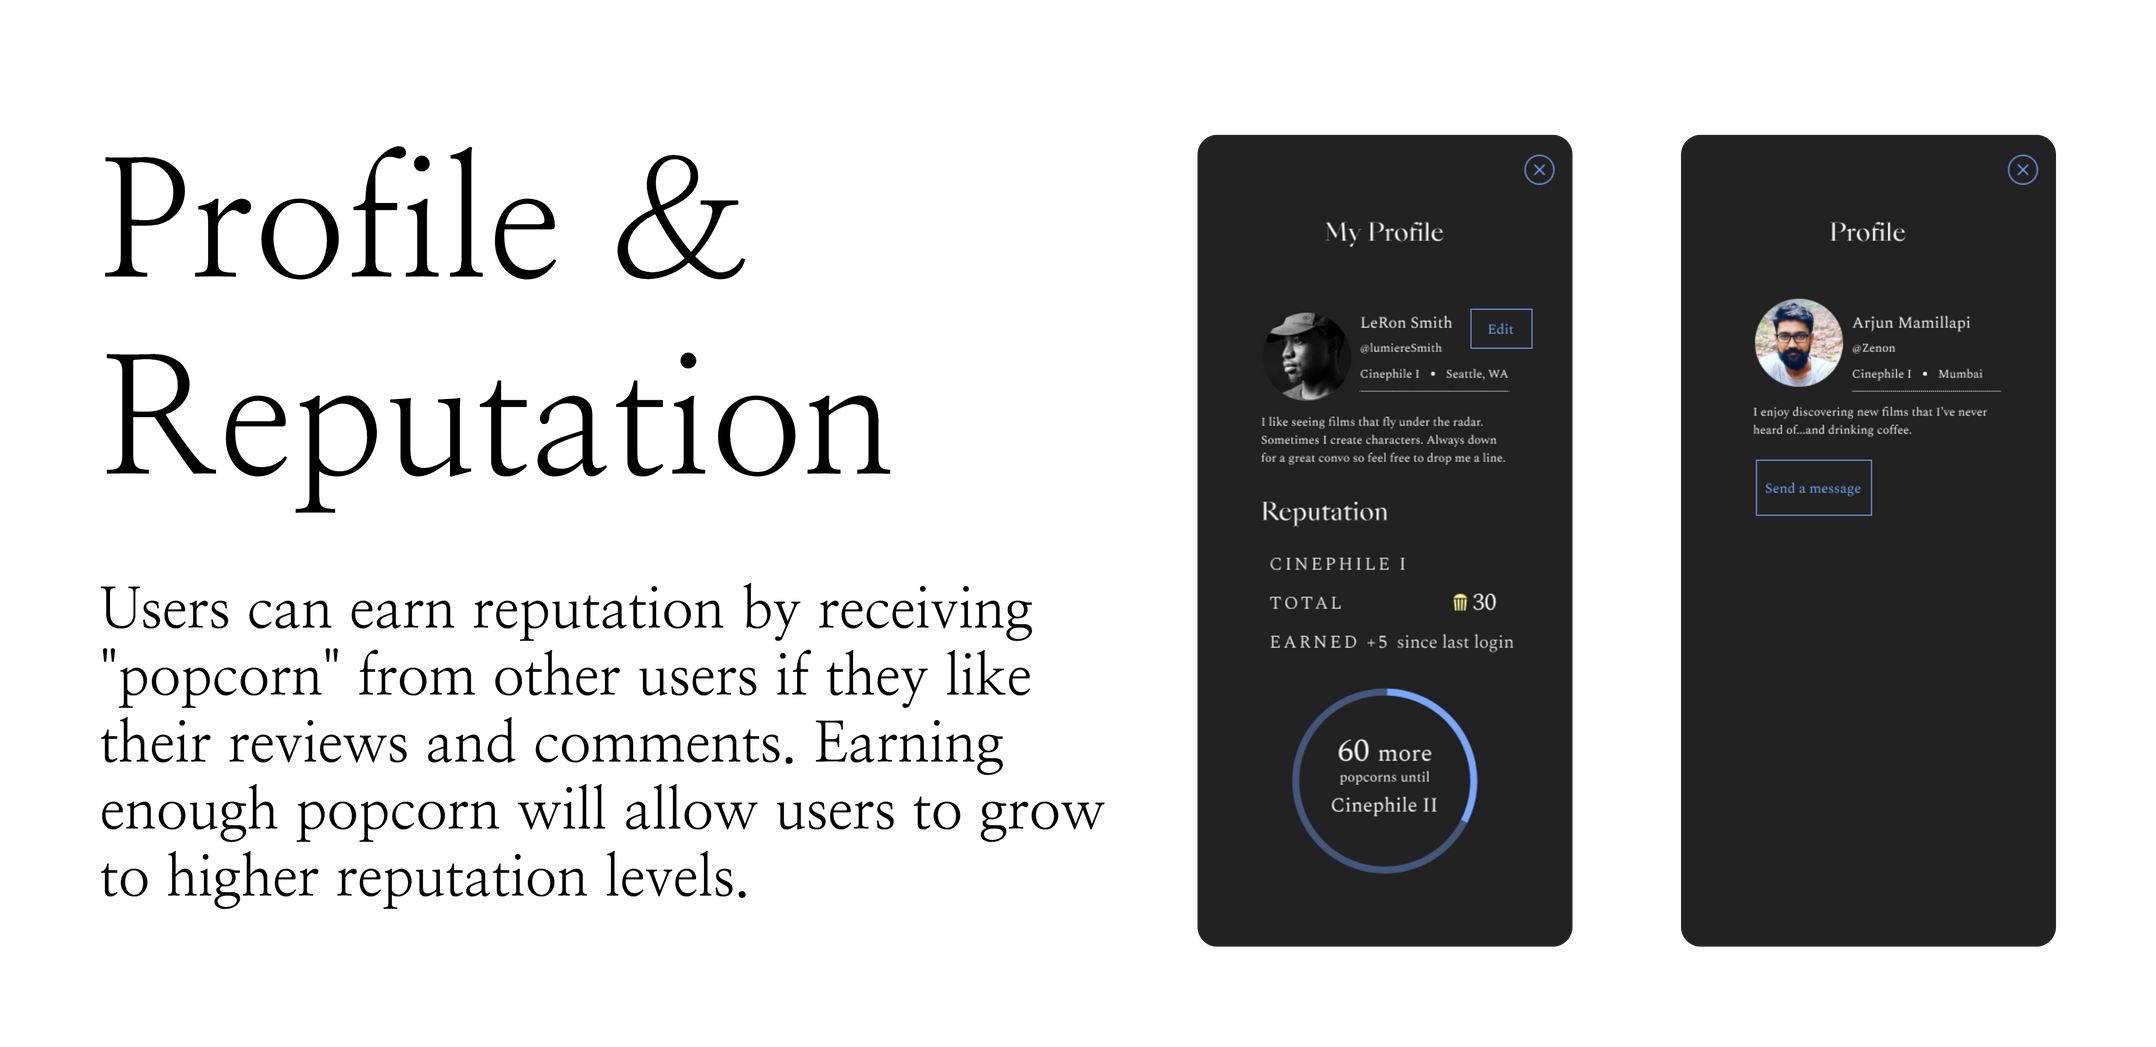 Profile &
Reputation
Users can earn reputation by receiving
"popcorn" from other users if they like
their reviews and comments. Earning
enough popcorn will allow users to grow
to higher reputation levels.
My Profile
LeRon Smith
Edit
@lumiereSmith
Cinephile I • Seattle, WA
I like seeing films that fly under the radar.
Sometimes I create characters. Always down
for a great convo so feel free to drop me a line.
Reputation
CINEPHILE I
TOTAL 30
EARNED +5 since last login
60 more
popcorns until
Cinephile II
Profile
Arjun Mamillapi
@Zenon
Cinephile I • Mumbai
I enjoy discovering new films that I've never
heard of...and drinking coffee.
Send a message